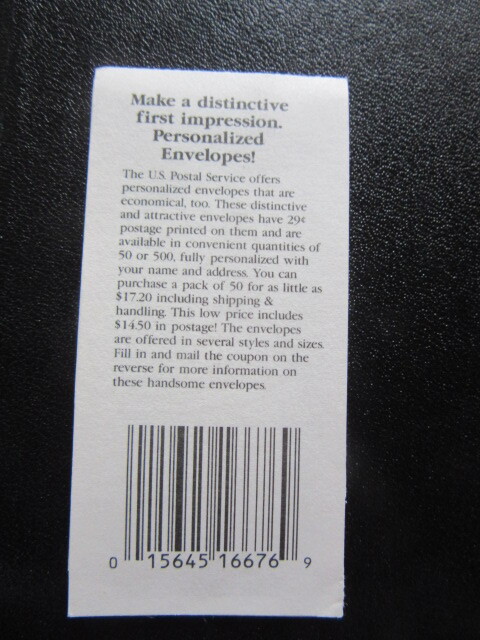 Make a distinctive
first impression.
Personalized
Envelopes!
The U.S. Postal Service offers
personalized envelopes that are
economical, too. These distinctive
and attractive envelopes have 29¢
postage printed on them and are
available in convenient quantities of
50 or 500, fully personalized with
your name and address. You can
purchase a pack of 50 for as little as
$17.20 including shipping &
handling. This low price includes
$14.50 in postage! The envelopes
are offered in several styles and sizes.
Fill in and mail the coupon on the
reverse for more information on
these handsome envelopes.
0 15645 16676 9